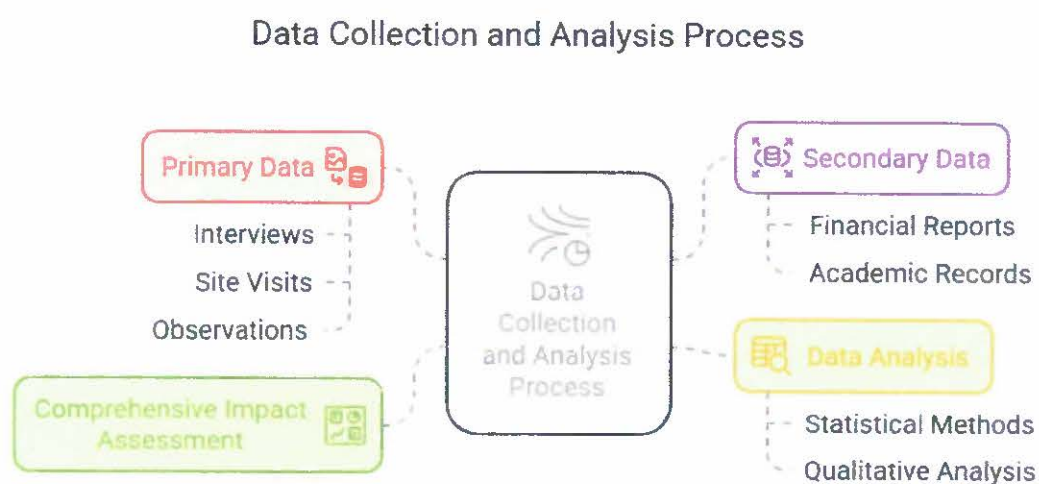 Data Collection and Analysis Process
Primary Data
Interviews
Site Visits
Observations
Comprehensive Impact
Assessment
Data
Collection
and Analysis
Process
Secondary Data
Financial Reports
Academic Records
Data Analysis
Statistical Methods
Qualitative Analysis